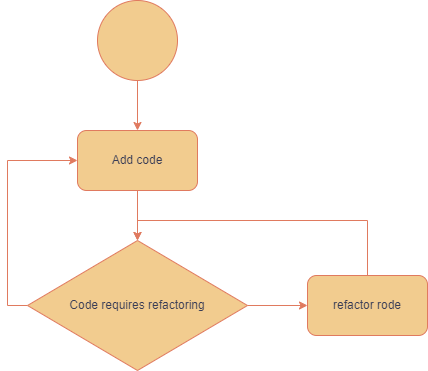 Add code
Code requires refactoring
refactor rode